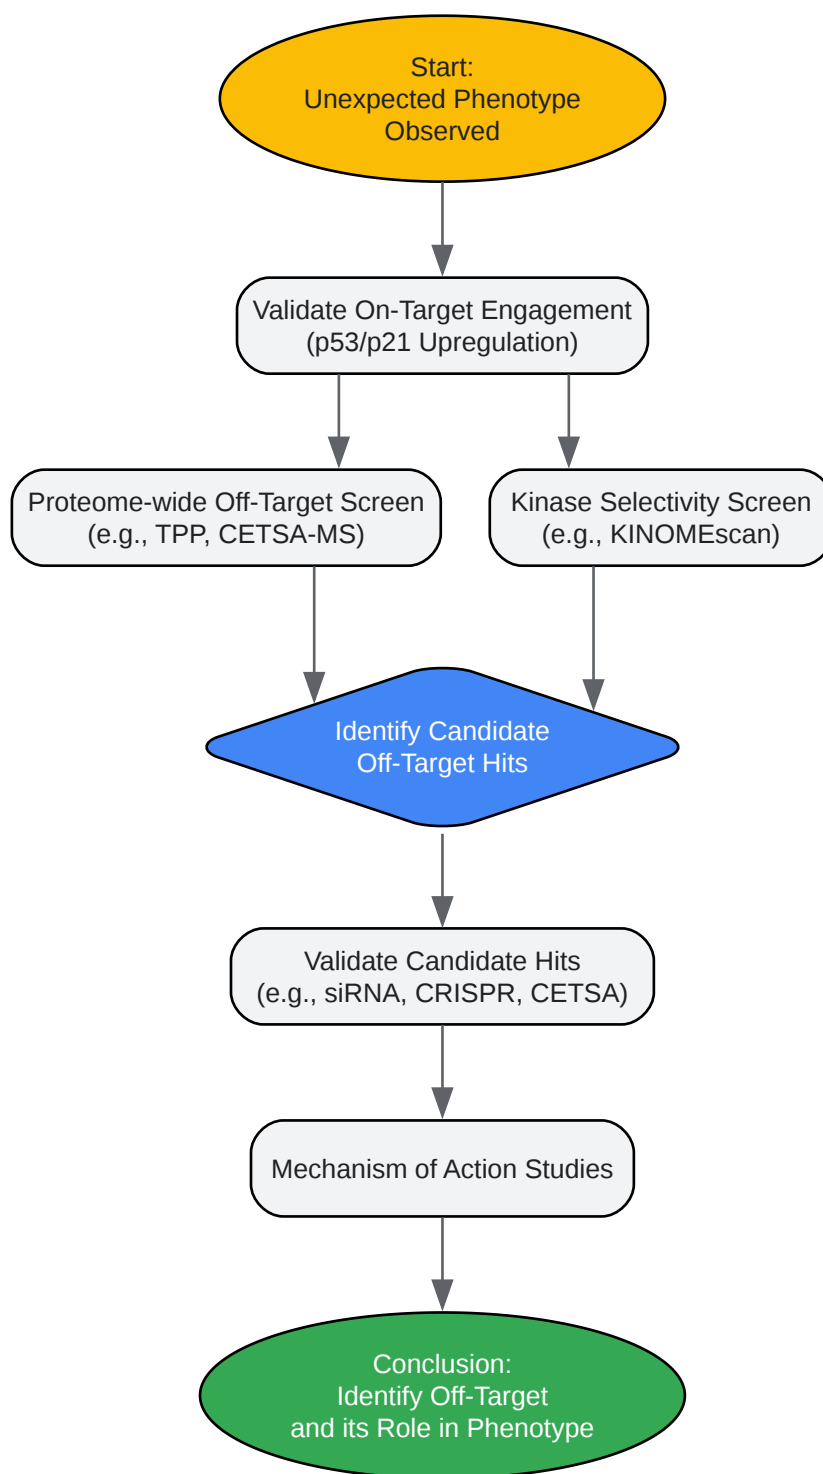 Start:
Unexpected Phenotype
Observed
Validate On-Target Engagement
(p53/p21 Upregulation)
Proteome-wide Off-Target Screen
(e.g., TPP, CETSA-MS)
Kinase Selectivity Screen
(e.g., KINOMEscan)
Identify Candidate
Off-Target Hits
Validate Candidate Hits
(e.g., siRNA, CRISPR, CETSA)
Mechanism of Action Studies
Conclusion:
Identify Off-Target
and its Role in Phenotype